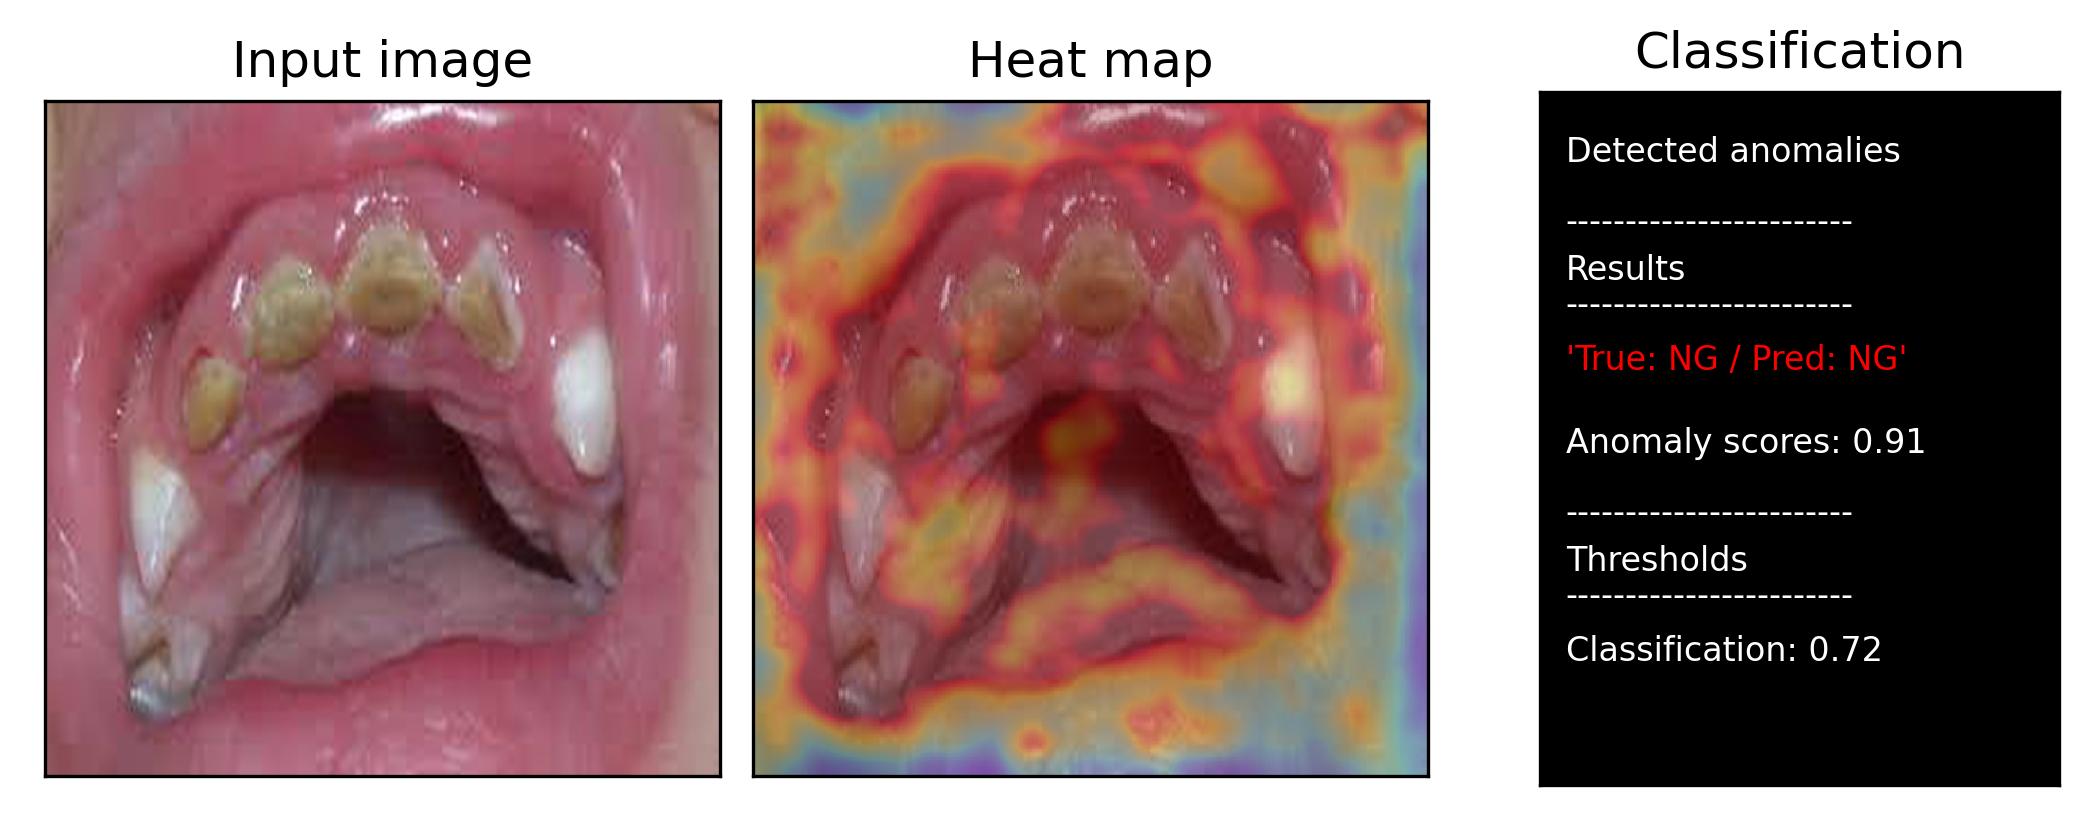 Input image
Heat map
Classification
Detected anomalies
------------------------
Results
------------------------
'True: NG / Pred: NG'
Anomaly scores: 0.91
------------------------
Thresholds
------------------------
Classification: 0.72